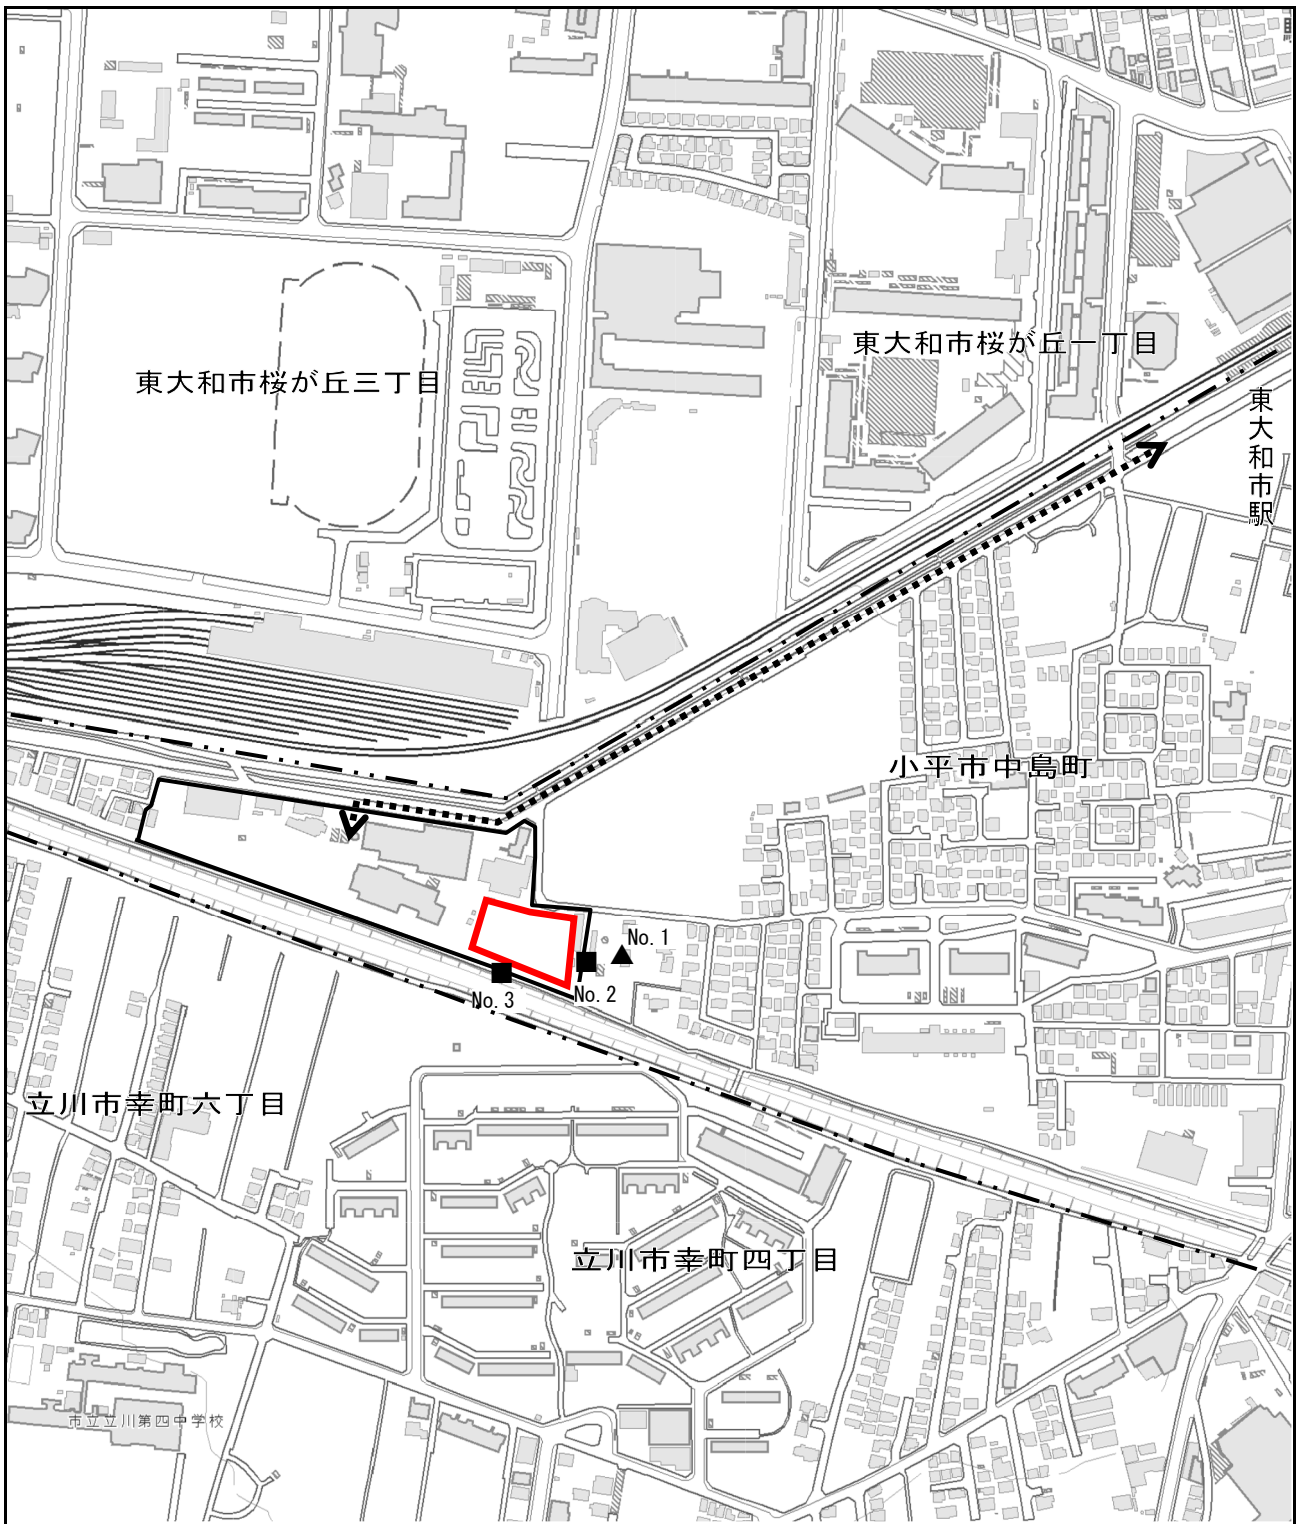 東大和市桜が丘一丁目
東大和市桜が丘三丁目
東大和市駅
小平市中島町
No.1
No.2
No.3
立川市幸町六丁目
立川市幸町四丁目
市立立川第四中学校